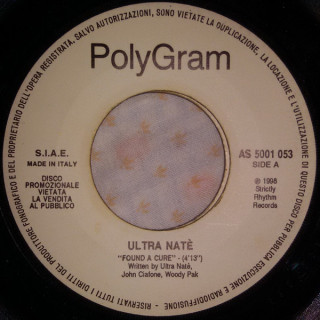 SALVO AUTORIZZAZIONI, SONO VIETATE LA DUPLICAZIONE, LA LOCAZIONE E L'UTILIZZAZIONE DI QUESTO DISCO PER PUBBLICA ESECUZIONE E RADIODIFFUSIONE - RISERVATI TUTTI I DIRITTI DEL PRODUTTORE FONOGRAFICO E DEL PROPRIETARIO DELL'OPERA REGISTRATA,
PolyGram
S.I.A.E.
MADE IN ITALY
DISCO
PROMOZIONALE
VIETATA
LA VENDITA
AL PUBBLICO
AS 5001 053
SIDE A
℗ 1998
Strictly
Rhythm
Records
ULTRA NATÈ
"FOUND A CURE" - (4'13")
Written by Ultra Natè,
John Ciafone, Woody Pak